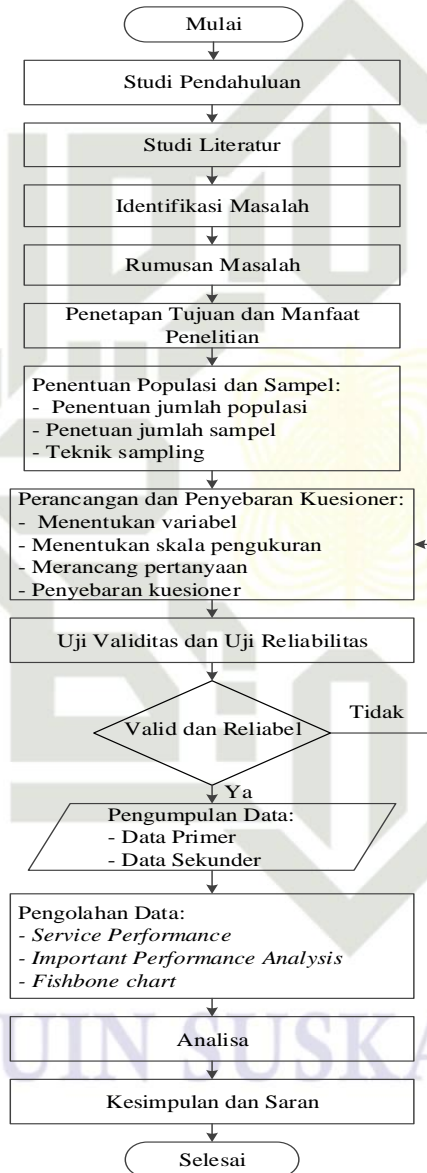 Mulai
Studi Pendahuluan
Studi Literatur
Identifikasi Masalah
Rumusan Masalah
Penetapan Tujuan dan Manfaat
Penelitian
Penentuan Populasi dan Sampel:
- Penentuan jumlah populasi
- Penetuan jumlah sampel
- Teknik sampling
Perancangan dan Penyebaran Kuesioner:
- Menentukan variabel
- Menentukan skala pengukuran
- Merancang pertanyaan
- Penyebaran kuesioner
Uji Validitas dan Uji Reliabilitas
Valid dan Reliabel
Tidak
Ya
Pengumpulan Data:
- Data Primer
- Data Sekunder
Pengolahan Data:
- Service Performance
- Important Performance Analysis
- Fishbone chart
UIN SUSKA
Analisa
Kesimpulan dan Saran
Selesai